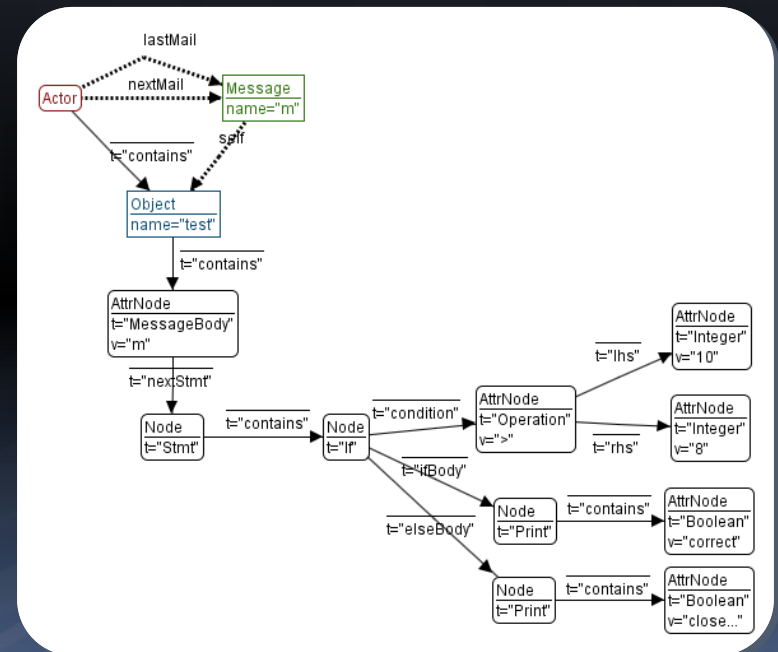 lastMail
nextMail
Actor
Message
name="m"
self
t="contains"
Object
name="test"
t="contains"
AttrNode
t="MessageBody"
v="m"
t="nextStmt"
Node
t="Stmt"
t="contains"
Node
t="If"
t="condition"
AttrNode
t="Operation"
v=">"
t="lhs"
AttrNode
t="Integer"
v="10"
t="rhs"
AttrNode
t="Integer"
v="8"
t="ifBody"
Node
t="Print"
t="contains"
AttrNode
t="Boolean"
v="correct"
t="elseBody"
Node
t="Print"
t="contains"
AttrNode
t="Boolean"
v="close..."